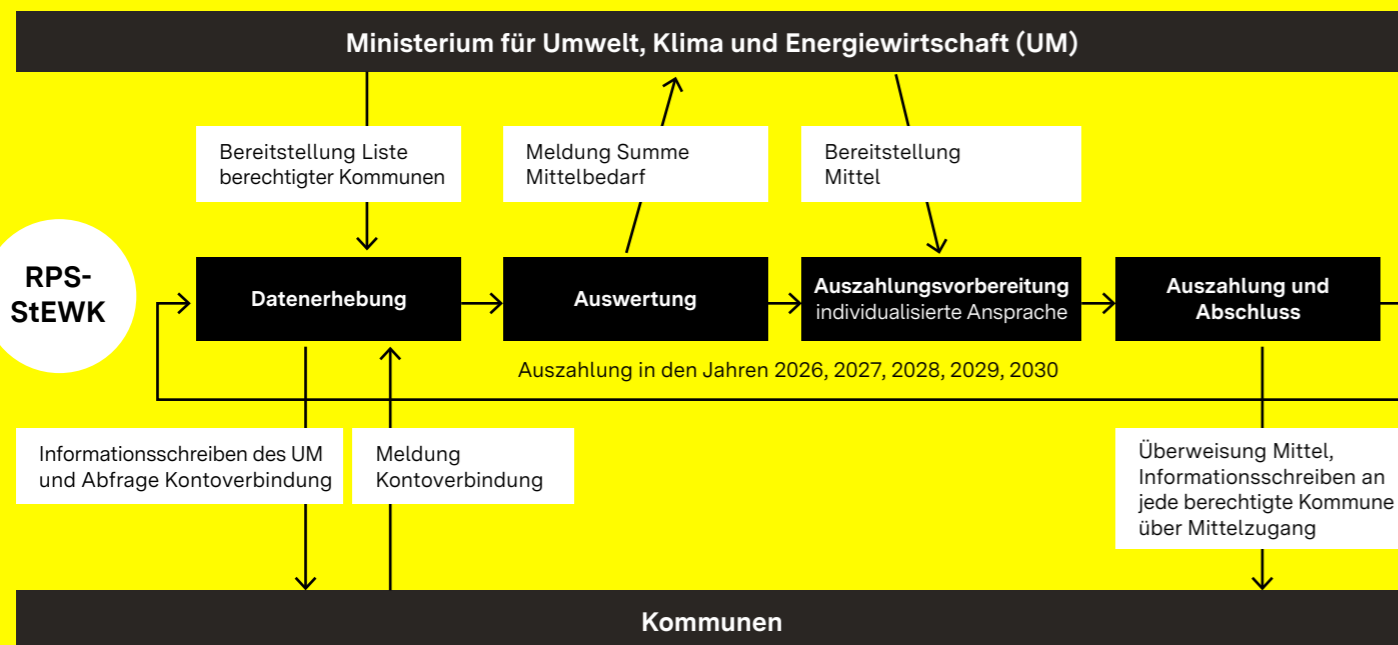 Ministerium für Umwelt, Klima und Energiewirtschaft (UM)
Bereitstellung Liste
berechtigter Kommunen
Meldung Summe
Mittelbedarf
Bereitstellung
Mittel
RPS-
StEWK
Datenerhebung
Auswertung
Auszahlungsvorbereitung
individualisierte Ansprache
Auszahlung und
Abschluss
Auszahlung in den Jahren 2026, 2027, 2028, 2029, 2030
Informationsschreiben des UM
und Abfrage Kontoverbindung
Meldung
Kontoverbindung
Überweisung Mittel,
Informationsschreiben an
jede berechtigte Kommune
über Mittelzugang
Kommunen